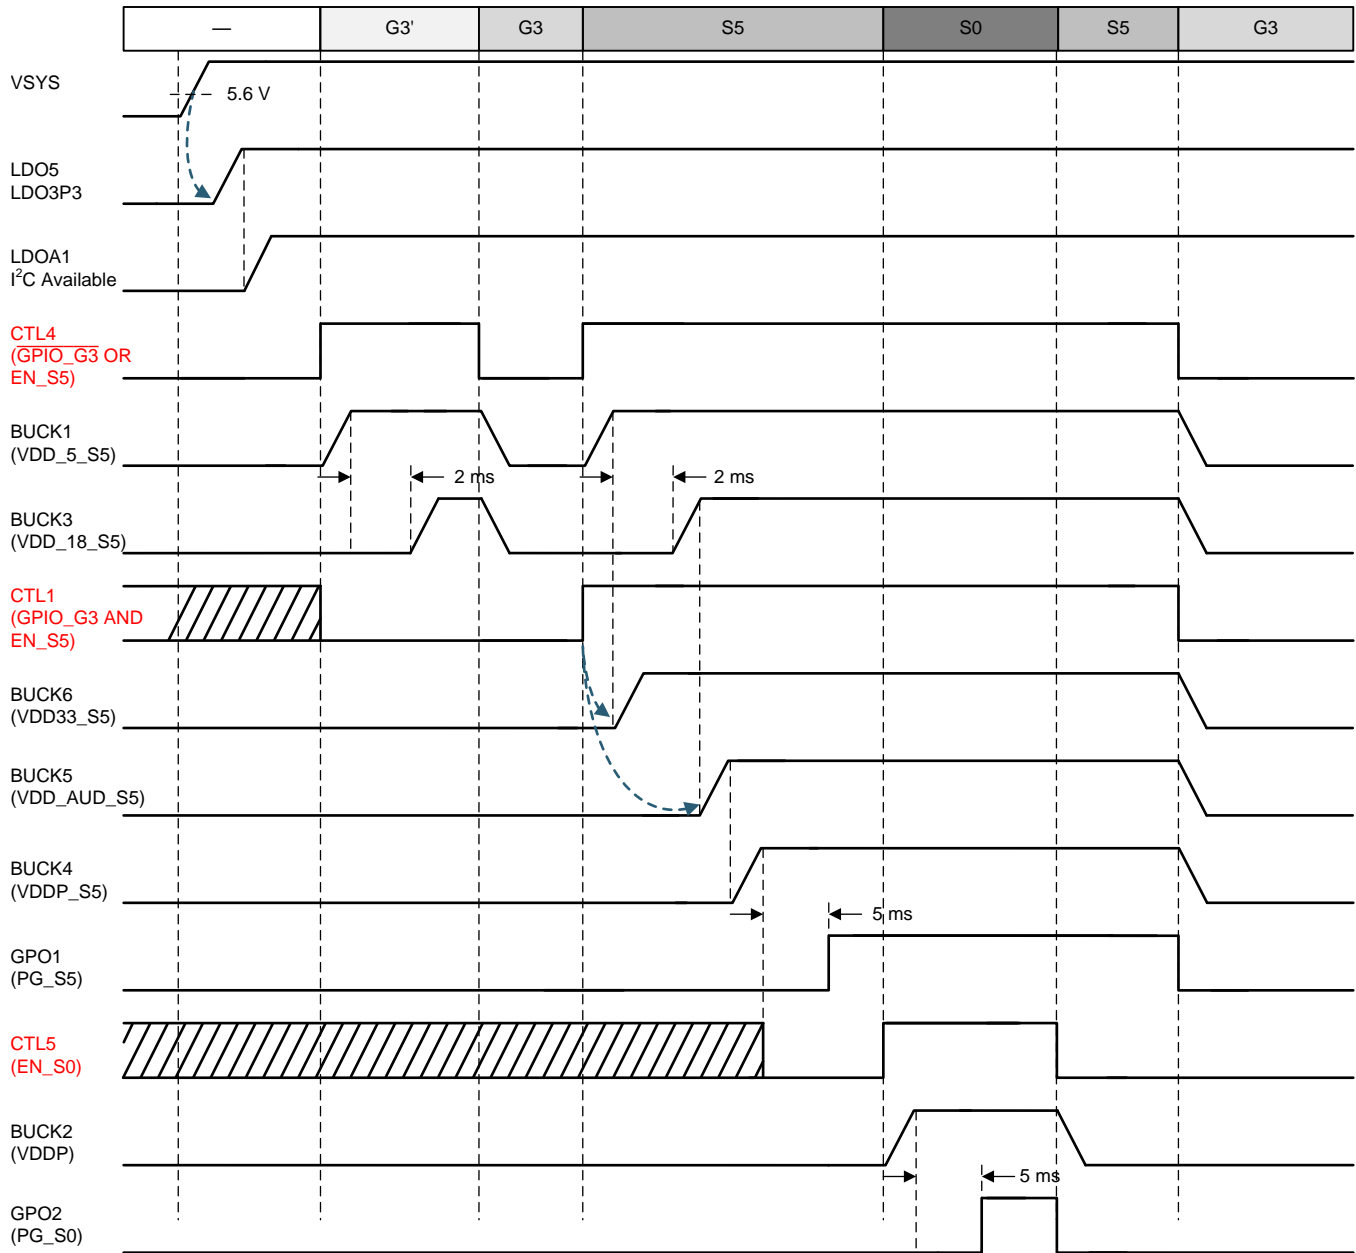 — G3' G3 S5 S0 S5 G3
VSYS
5.6 V
LDO5
LDO3P3
LDOA1
I²C Available
CTL4
(GPIO_G3 OR
EN_S5)
BUCK1
(VDD_5_S5)
2 ms 2 ms
BUCK3
(VDD_18_S5)
CTL1
(GPIO_G3 AND
EN_S5)
BUCK6
(VDD33_S5)
BUCK5
(VDD_AUD_S5)
BUCK4
(VDDP_S5)
5 ms
GPO1
(PG_S5)
CTL5
(EN_S0)
BUCK2
(VDDP)
5 ms
GPO2
(PG_S0)